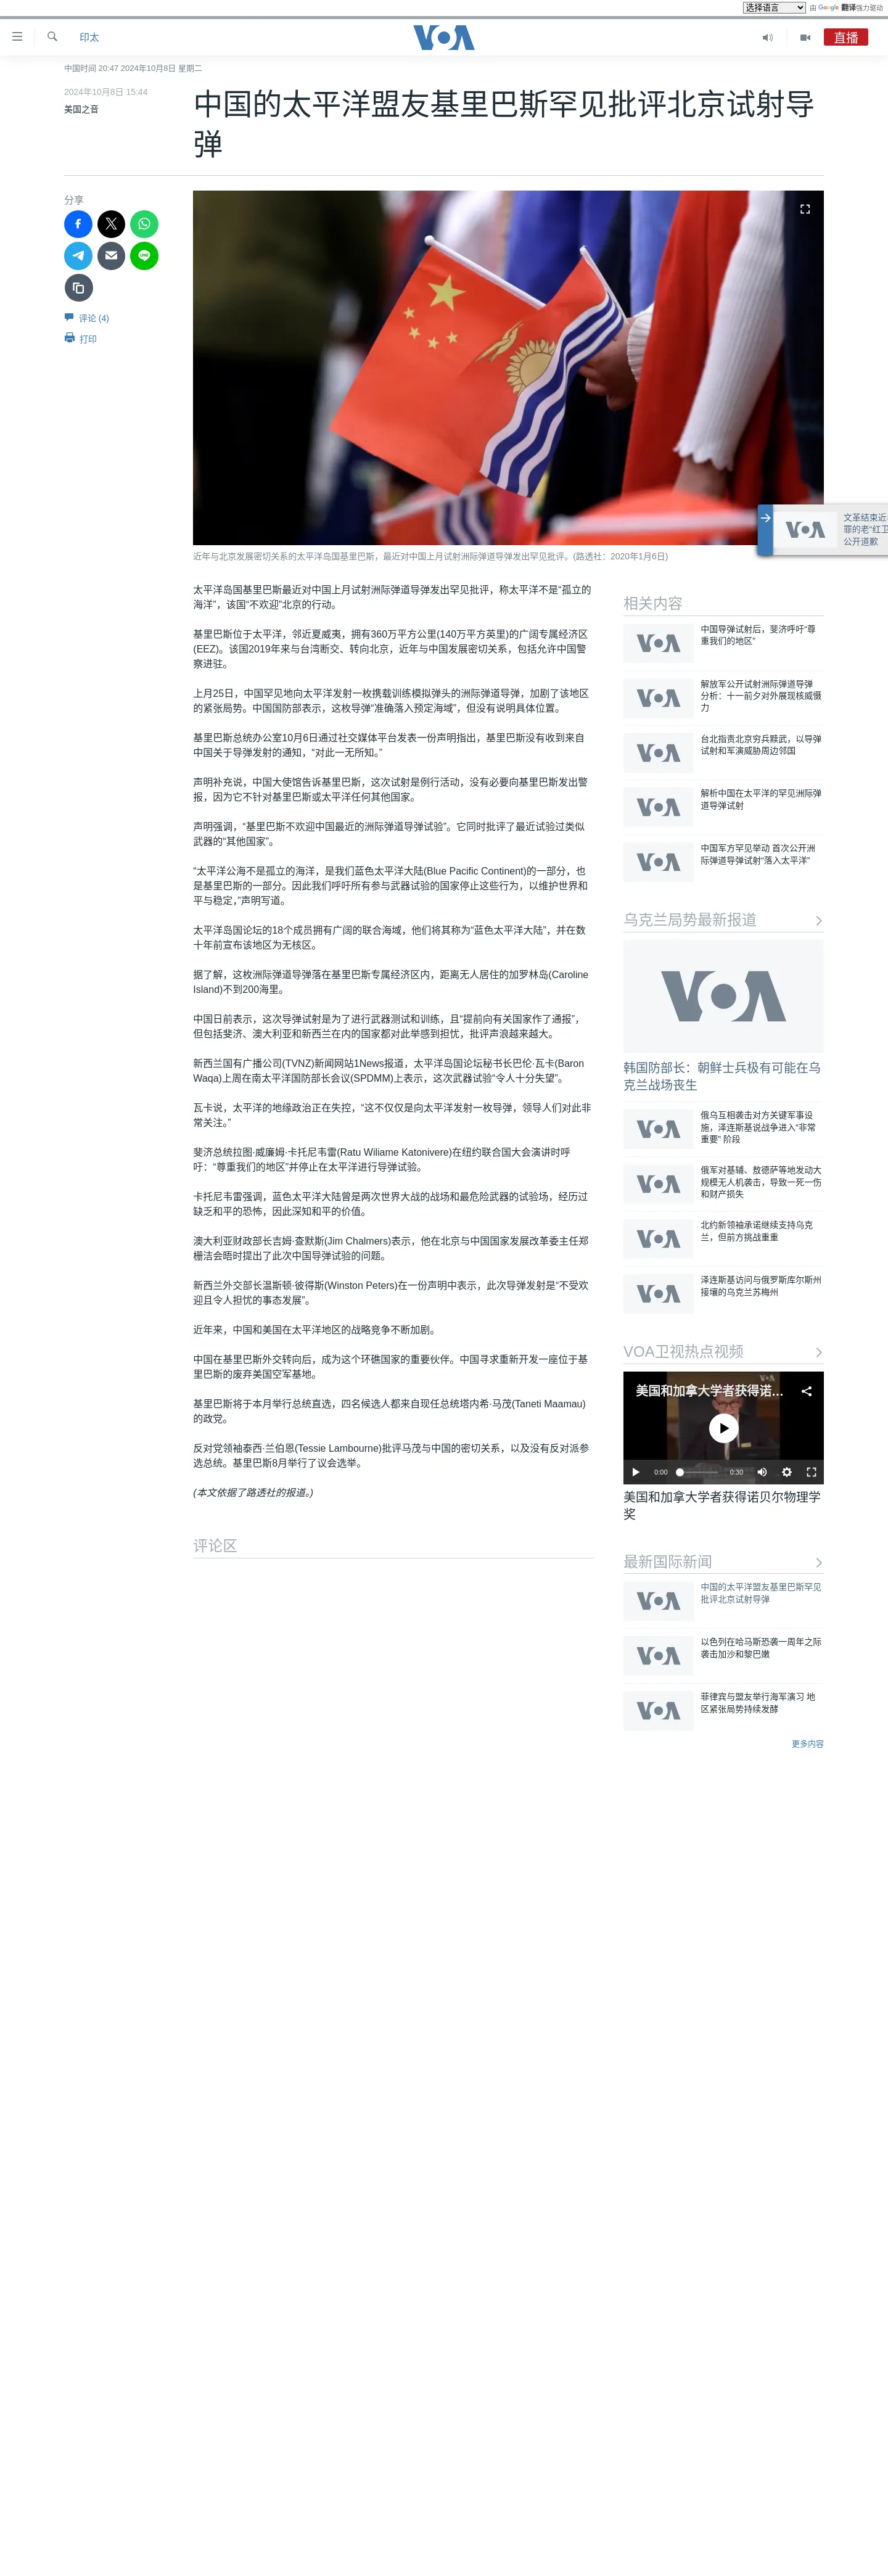 选择语言 由 Google 翻译强力驱动
印太
VOA
直播
中国时间 20:47 2024年10月8日 星期二
2024年10月8日 15:44
美国之音
中国的太平洋盟友基里巴斯罕见批评北京试射导
弹
分享
评论 (4)
打印
近年与北京发展密切关系的太平洋岛国基里巴斯，最近对中国上月试射洲际弹道导弹发出罕见批评。(路透社：2020年1月6日)
文革结束近
罪的老“红卫
公开道歉
太平洋岛国基里巴斯最近对中国上月试射洲际弹道导弹发出罕见批评，称太平洋不是“孤立的
海洋”，该国“不欢迎”北京的行动。
基里巴斯位于太平洋，邻近夏威夷，拥有360万平方公里(140万平方英里)的广阔专属经济区
(EEZ)。该国2019年来与台湾断交、转向北京，近年与中国发展密切关系，包括允许中国警
察进驻。
上月25日，中国罕见地向太平洋发射一枚携载训练模拟弹头的洲际弹道导弹，加剧了该地区
的紧张局势。中国国防部表示，这枚导弹“准确落入预定海域”，但没有说明具体位置。
基里巴斯总统办公室10月6日通过社交媒体平台发表一份声明指出，基里巴斯没有收到来自
中国关于导弹发射的通知，“对此一无所知。”
声明补充说，中国大使馆告诉基里巴斯，这次试射是例行活动，没有必要向基里巴斯发出警
报，因为它不针对基里巴斯或太平洋任何其他国家。
声明强调，“基里巴斯不欢迎中国最近的洲际弹道导弹试验”。它同时批评了最近试验过类似
武器的“其他国家”。
“太平洋公海不是孤立的海洋，是我们蓝色太平洋大陆(Blue Pacific Continent)的一部分，也
是基里巴斯的一部分。因此我们呼吁所有参与武器试验的国家停止这些行为，以维护世界和
平与稳定，”声明写道。
太平洋岛国论坛的18个成员拥有广阔的联合海域，他们将其称为“蓝色太平洋大陆”，并在数
十年前宣布该地区为无核区。
据了解，这枚洲际弹道导弹落在基里巴斯专属经济区内，距离无人居住的加罗林岛(Caroline
Island)不到200海里。
中国日前表示，这次导弹试射是为了进行武器测试和训练，且“提前向有关国家作了通报”，
但包括斐济、澳大利亚和新西兰在内的国家都对此举感到担忧，批评声浪越来越大。
新西兰国有广播公司(TVNZ)新闻网站1News报道，太平洋岛国论坛秘书长巴伦·瓦卡(Baron
Waqa)上周在南太平洋国防部长会议(SPDMM)上表示，这次武器试验“令人十分失望”。
瓦卡说，太平洋的地缘政治正在失控，“这不仅仅是向太平洋发射一枚导弹，领导人们对此非
常关注。”
斐济总统拉图·威廉姆·卡托尼韦雷(Ratu Wiliame Katonivere)在纽约联合国大会演讲时呼
吁：“尊重我们的地区”并停止在太平洋进行导弹试验。
卡托尼韦雷强调，蓝色太平洋大陆曾是两次世界大战的战场和最危险武器的试验场，经历过
缺乏和平的恐怖，因此深知和平的价值。
澳大利亚财政部长吉姆·查默斯(Jim Chalmers)表示，他在北京与中国国家发展改革委主任郑
栅洁会晤时提出了此次中国导弹试验的问题。
新西兰外交部长温斯顿·彼得斯(Winston Peters)在一份声明中表示，此次导弹发射是“不受欢
迎且令人担忧的事态发展”。
近年来，中国和美国在太平洋地区的战略竞争不断加剧。
中国在基里巴斯外交转向后，成为这个环礁国家的重要伙伴。中国寻求重新开发一座位于基
里巴斯的废弃美国空军基地。
基里巴斯将于本月举行总统直选，四名候选人都来自现任总统塔内希·马茂(Taneti Maamau)
的政党。
反对党领袖泰西·兰伯恩(Tessie Lambourne)批评马茂与中国的密切关系，以及没有反对派参
选总统。基里巴斯8月举行了议会选举。
(本文依据了路透社的报道。)
评论区
相关内容
VOA
中国导弹试射后，斐济呼吁“尊
重我们的地区”
VOA
解放军公开试射洲际弹道导弹
分析：十一前夕对外展现核威慑
力
VOA
台北指责北京穷兵黩武，以导弹
试射和军演威胁周边邻国
VOA
解析中国在太平洋的罕见洲际弹
道导弹试射
VOA
中国军方罕见举动 首次公开洲
际弹道导弹试射“落入太平洋”
乌克兰局势最新报道
VOA
韩国防部长：朝鲜士兵极有可能在乌
克兰战场丧生
VOA
俄乌互相袭击对方关键军事设
施，泽连斯基说战争进入“非常
重要” 阶段
VOA
俄军对基辅、敖德萨等地发动大
规模无人机袭击，导致一死一伤
和财产损失
VOA
北约新领袖承诺继续支持乌克
兰，但前方挑战重重
VOA
泽连斯基访问与俄罗斯库尔斯州
接壤的乌克兰苏梅州
VOA卫视热点视频
VOA
美国和加拿大学者获得诺...
0:00 0:30
美国和加拿大学者获得诺贝尔物理学
奖
最新国际新闻
VOA
中国的太平洋盟友基里巴斯罕见
批评北京试射导弹
VOA
以色列在哈马斯恐袭一周年之际
袭击加沙和黎巴嫩
VOA
菲律宾与盟友举行海军演习 地
区紧张局势持续发酵
更多内容